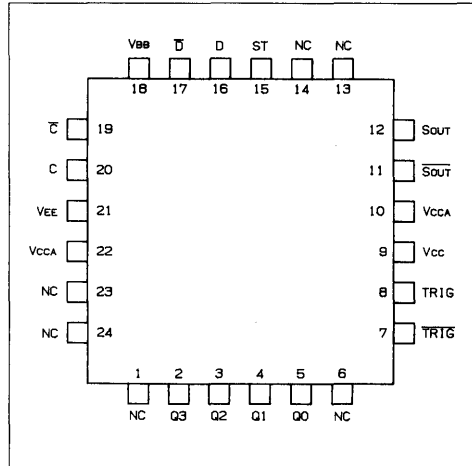 VBB D̅ D ST NC NC
18 17 16 15 14 13
C̅ 19 12 SOUT
C 20 11 S̅O̅U̅T̅
VEE 21 10 VCCA
VCCA 22 9 VCC
NC 23 8 TRIG
NC 24 7 T̅R̅I̅G̅
1 2 3 4 5 6
NC Q3 Q2 Q1 Q0 NC